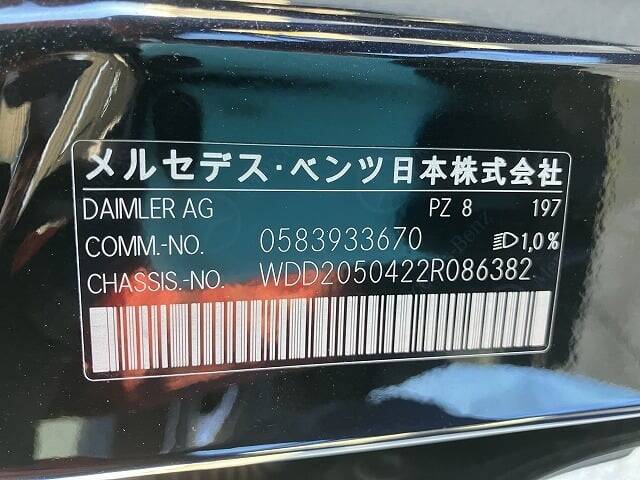 メルセデス・ベンツ日本株式会社
DAIMLER AG PZ 8 197
COMM.-NO. 0583933670 1,0%
CHASSIS.-NO. WDD2050422R086382